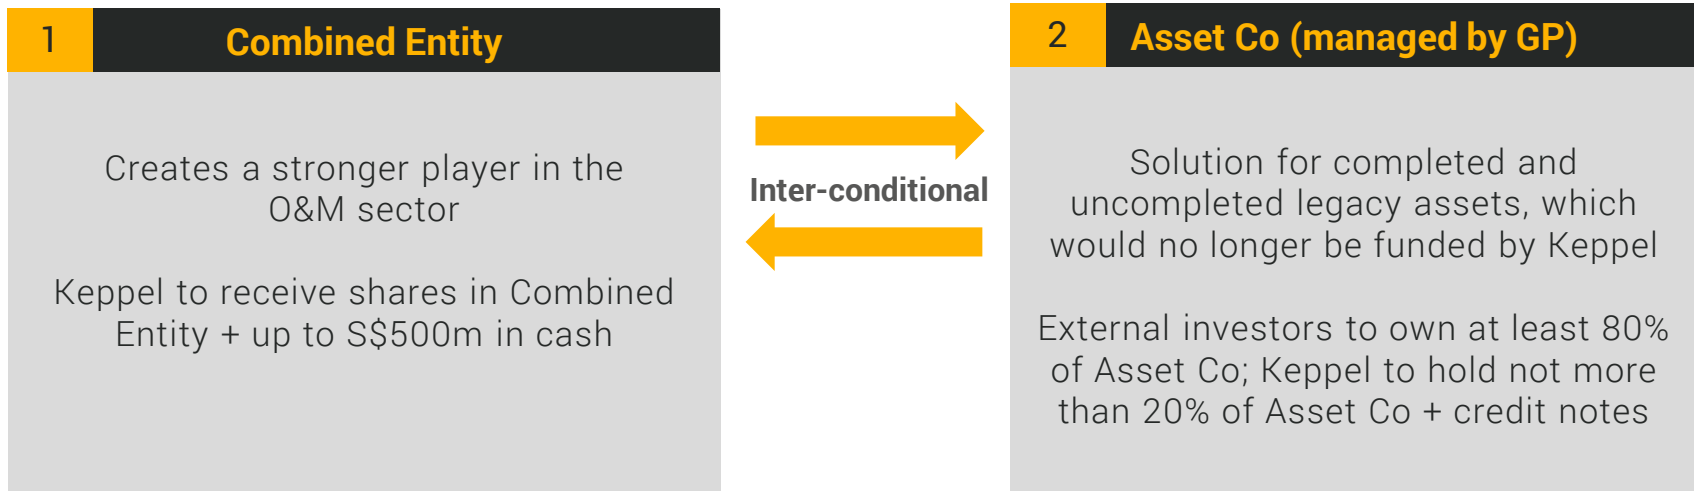 1
Combined Entity
Creates a stronger player in the
O&M sector
Keppel to receive shares in Combined
Entity + up to S$500m in cash
Inter-conditional
2
Asset Co (managed by GP)
Solution for completed and
uncompleted legacy assets, which
would no longer be funded by Keppel
External investors to own at least 80%
of Asset Co; Keppel to hold not more
than 20% of Asset Co + credit notes